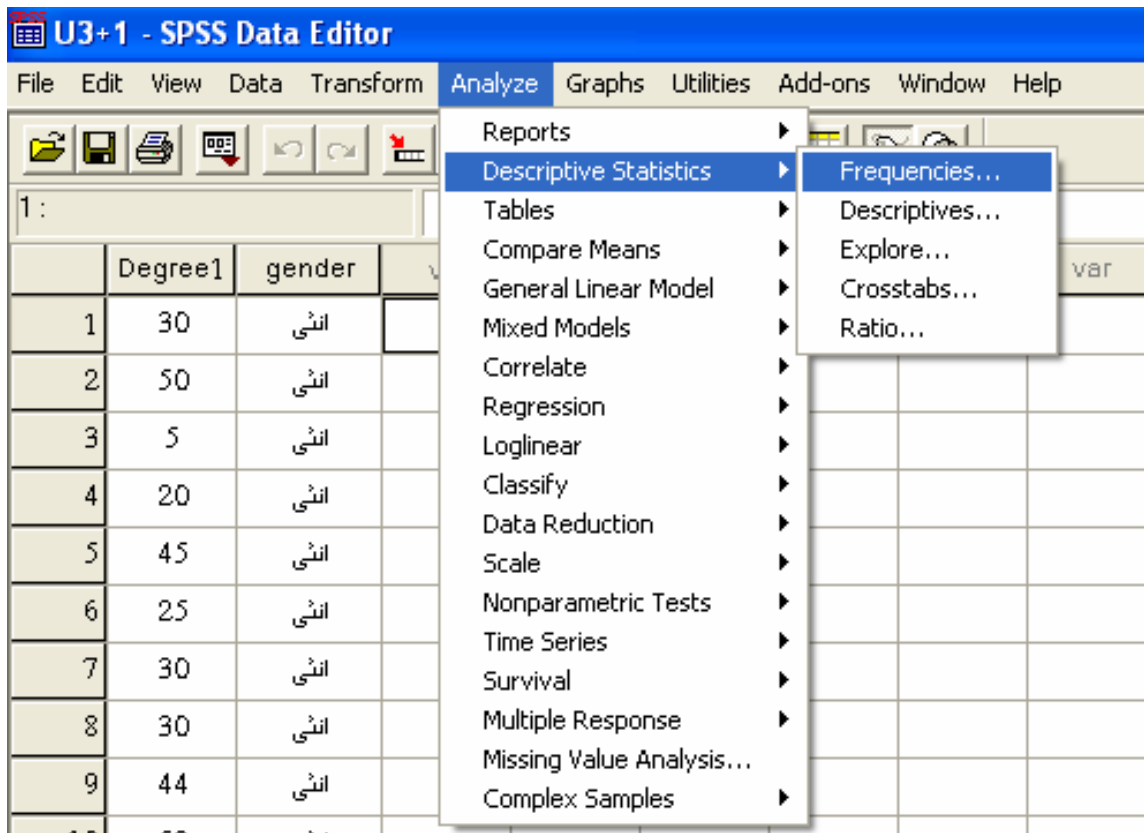 SPSS
U3+1 - SPSS Data Editor
File Edit View Data Transform Analyze Graphs Utilities Add-ons Window Help
Reports
Descriptive Statistics
Tables
Compare Means
General Linear Model
Mixed Models
Correlate
Regression
Loglinear
Classify
Data Reduction
Scale
Nonparametric Tests
Time Series
Survival
Multiple Response
Missing Value Analysis...
Complex Samples
Frequencies...
Descriptives...
Explore...
Crosstabs...
Ratio...
1 :
Degree1 gender var
1 30 انثى
2 50 انثى
3 5 انثى
4 20 انثى
5 45 انثى
6 25 انثى
7 30 انثى
8 30 انثى
9 44 انثى